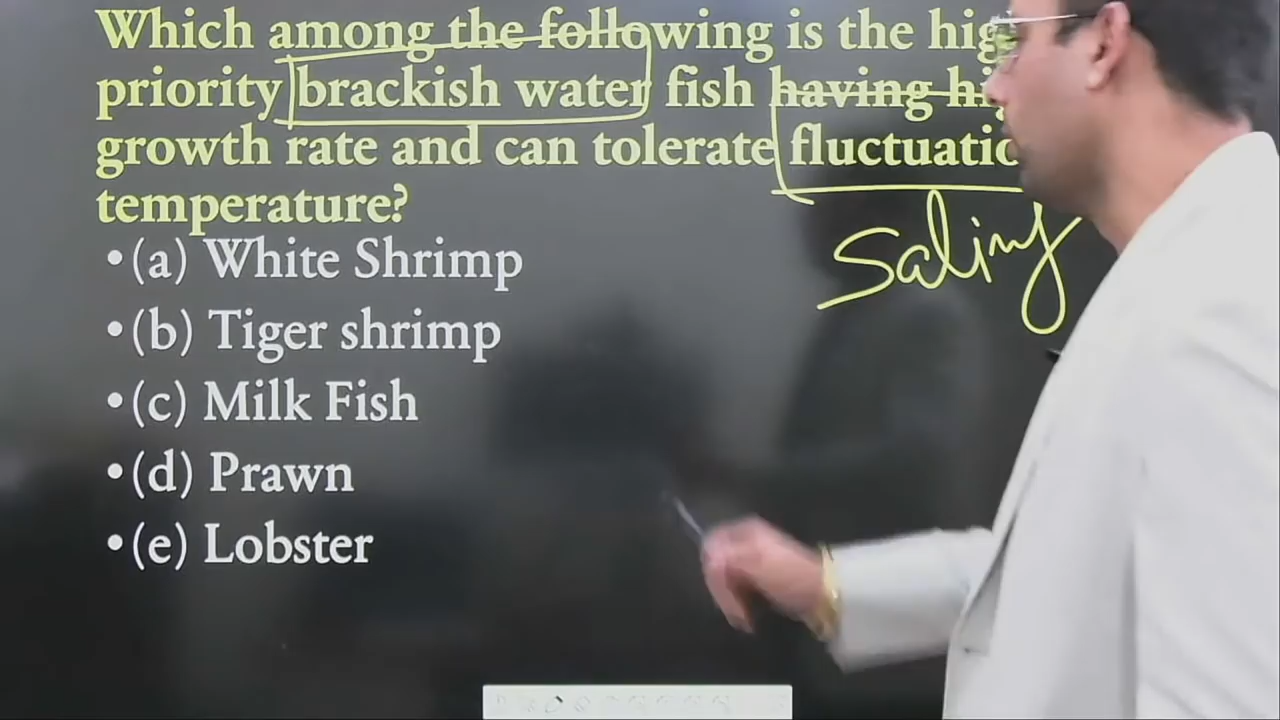 Which among the following is the hig
priority brackish water fish having hi
growth rate and can tolerate fluctuatio
temperature?
• (a) White Shrimp
• (b) Tiger shrimp
• (c) Milk Fish
• (d) Prawn
• (e) Lobster